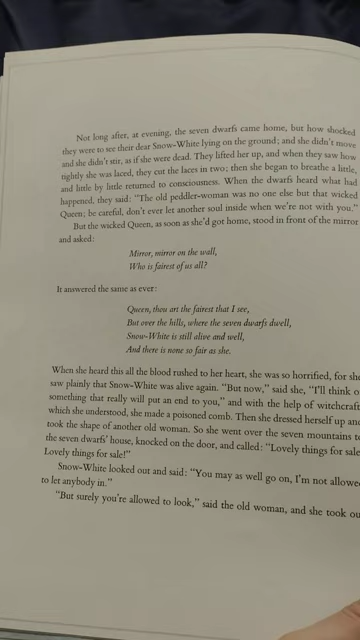 Not long after, at evening, the seven dwarfs came home, but how shocked
they were to see their dear Snow-White lying on the ground; and she didn't move
and she didn't stir, as if she were dead. They lifted her up, and when they saw how
tightly she was laced, they cut the laces in two; then she began to breathe a little,
and little by little returned to consciousness. When the dwarfs heard what had
happened, they said: "The old peddler-woman was no one else but that wicked
Queen; be careful, don't ever let another soul inside when we're not with you."
But the wicked Queen, as soon as she'd got home, stood in front of the mirror
and asked:
Mirror, mirror on the wall,
Who is fairest of us all?
It answered the same as ever:
Queen, thou art the fairest that I see,
But over the hills, where the seven dwarfs dwell,
Snow-White is still alive and well,
And there is none so fair as she.
When she heard this all the blood rushed to her heart, she was so horrified, for she
saw plainly that Snow-White was alive again. "But now," said she, "I'll think o
something that really will put an end to you," and with the help of witchcraft
which she understood, she made a poisoned comb. Then she dressed herself up and
took the shape of another old woman. So she went over the seven mountains to
the seven dwarfs' house, knocked on the door, and called: "Lovely things for sale
Lovely things for sale!"
Snow-White looked out and said: "You may as well go on, I'm not allowed
to let anybody in."
"But surely you're allowed to look," said the old woman, and she took ou